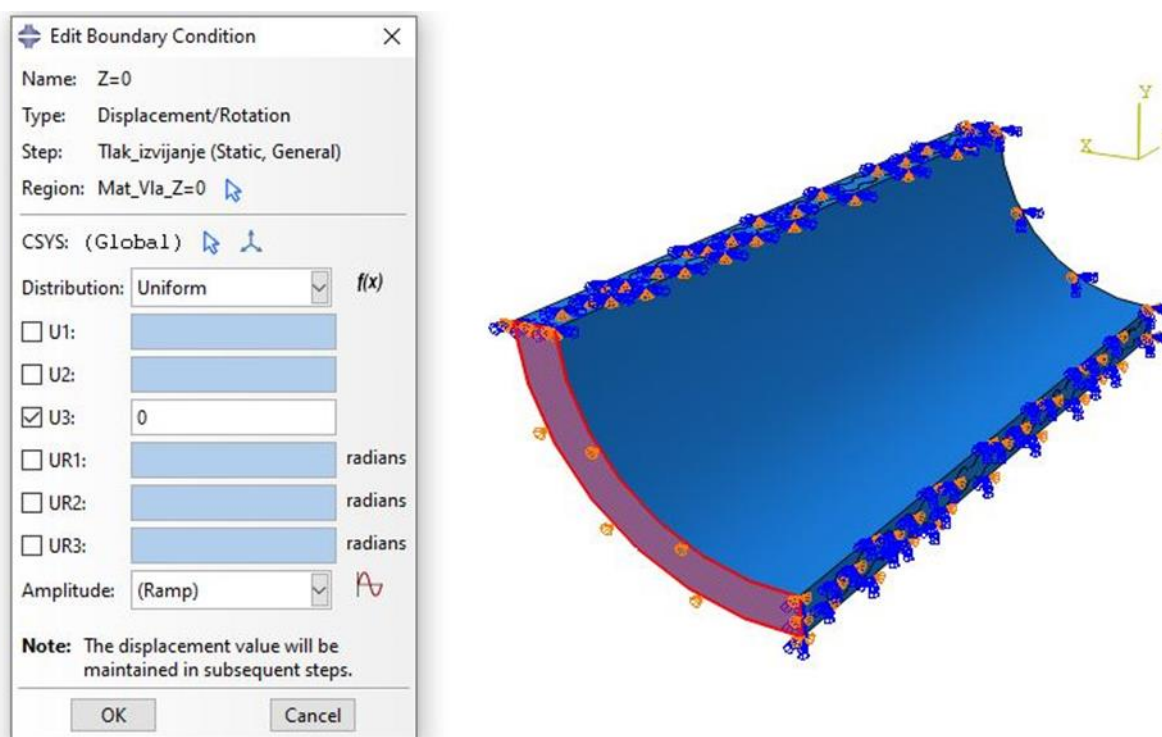 Edit Boundary Condition
Name: Z=0
Type: Displacement/Rotation
Step: Tlak_izvijanje (Static, General)
Region: Mat_Vla_Z=0
CSYS: (Global)
Distribution: Uniform f(x)
U1:
U2:
U3: 0
UR1: radians
UR2: radians
UR3: radians
Amplitude: (Ramp)
Note: The displacement value will be
maintained in subsequent steps.
OK Cancel
Y
X